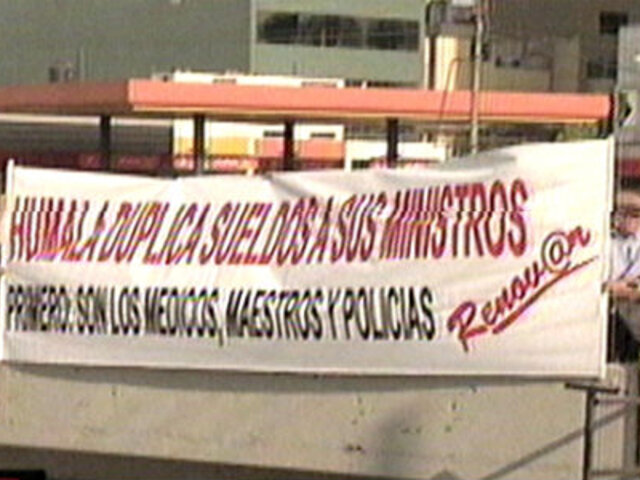 HUMALA DUPLICA SUELDOS A SUS MINISTROS
PRIMERO: SON LOS MEDICOS, MAESTROS Y POLICIAS
Renov@r